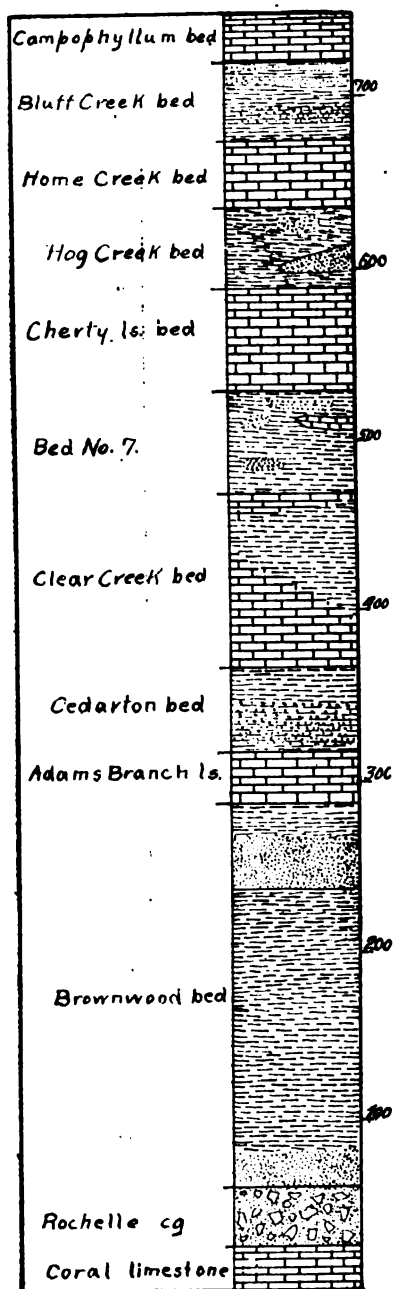 Campophyllum bed
700
Bluff Creek bed
Home Creek bed
Hog Creek bed
600
Cherty ls. bed
500
Bed No. 7.
Clear Creek bed
400
Cedarton bed
Adams Branch ls.
300
200
Brownwood bed
100
Rochelle cg
Coral limestone